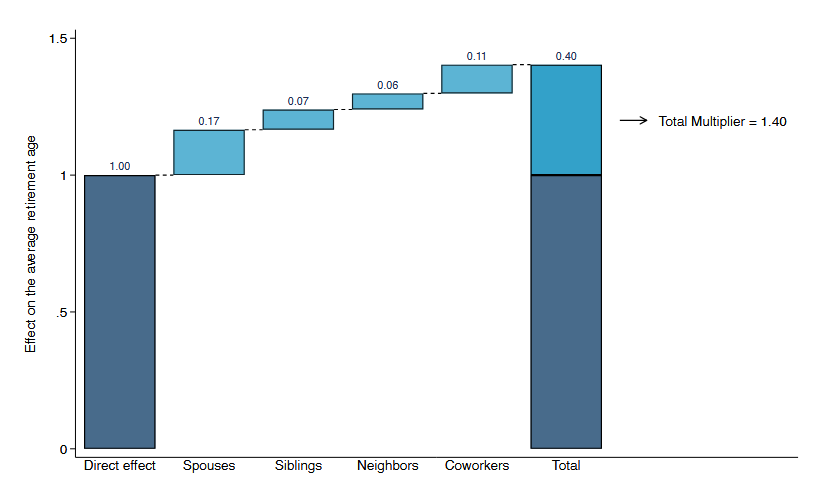 Effect on the average retirement age
1.5
1
.5
0
1.00
0.17
0.07
0.06
0.11
0.40
Total Multiplier = 1.40
Direct effect
Spouses
Siblings
Neighbors
Coworkers
Total